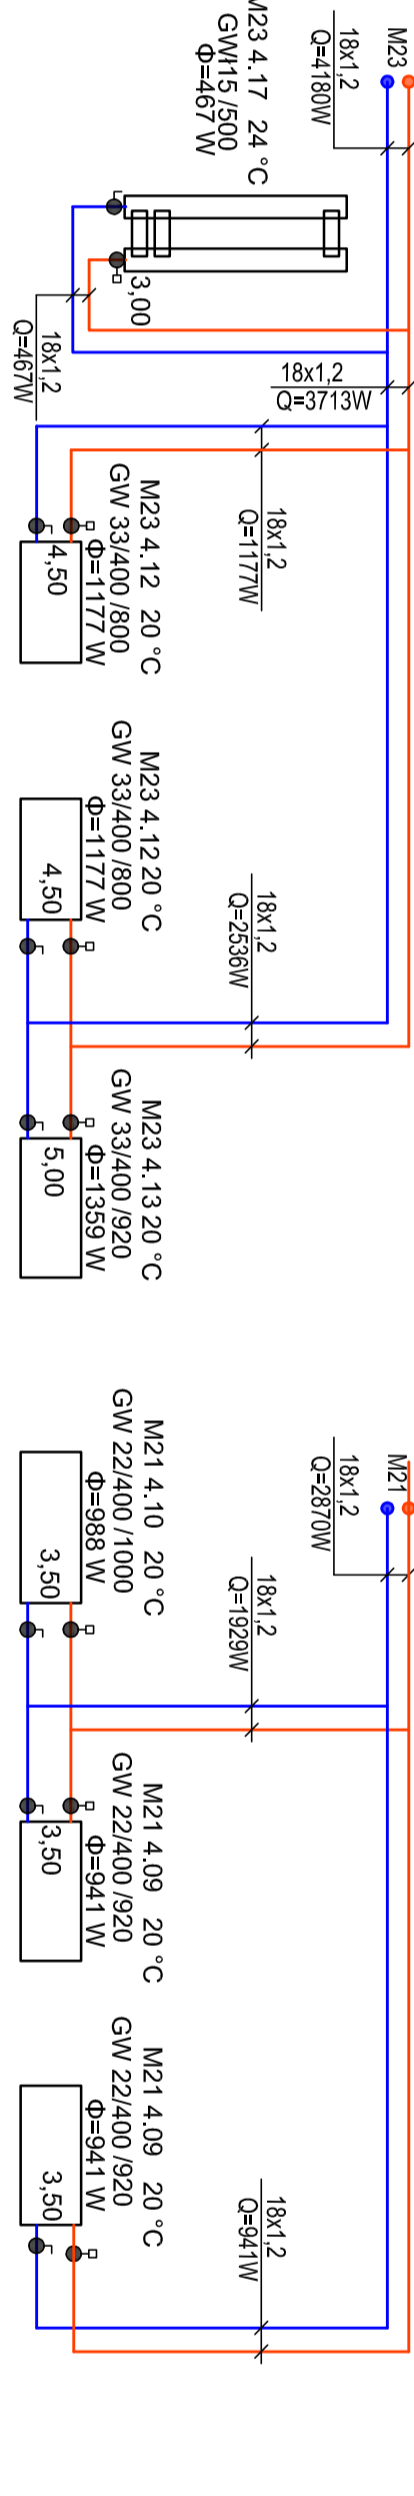 M23
18x1,2
Q=4180W
M23 4.17 24 °C
GWł15 /500
Φ=467 W
3,00
18x1,2
Q=467W
18x1,2
Q=3713W
18x1,2
Q=1177W
M23 4.12 20 °C
GW 33/400 /800
Φ=1177 W
4,50
M23 4.12 20 °C
GW 33/400 /800
Φ=1177 W
4,50
18x1,2
Q=2536W
M23 4.13 20 °C
GW 33/400 /920
Φ=1359 W
5,00
M21
18x1,2
Q=2870W
M21 4.10 20 °C
GW 22/400 /1000
Φ=988 W
3,50
18x1,2
Q=1929W
M21 4.09 20 °C
GW 22/400 /920
Φ=941 W
3,50
M21 4.09 20 °C
GW 22/400 /920
Φ=941 W
3,50
18x1,2
Q=941W